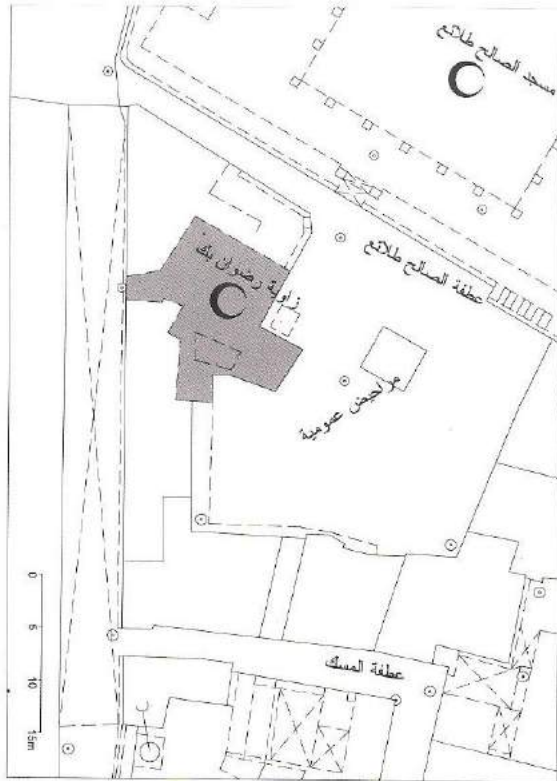 مسجد الصالح طلائع
عطفة الصالح طلائع
زاوية رضوان بك
مراحيض عمومية
عطفة المسك
0
5
10
15m